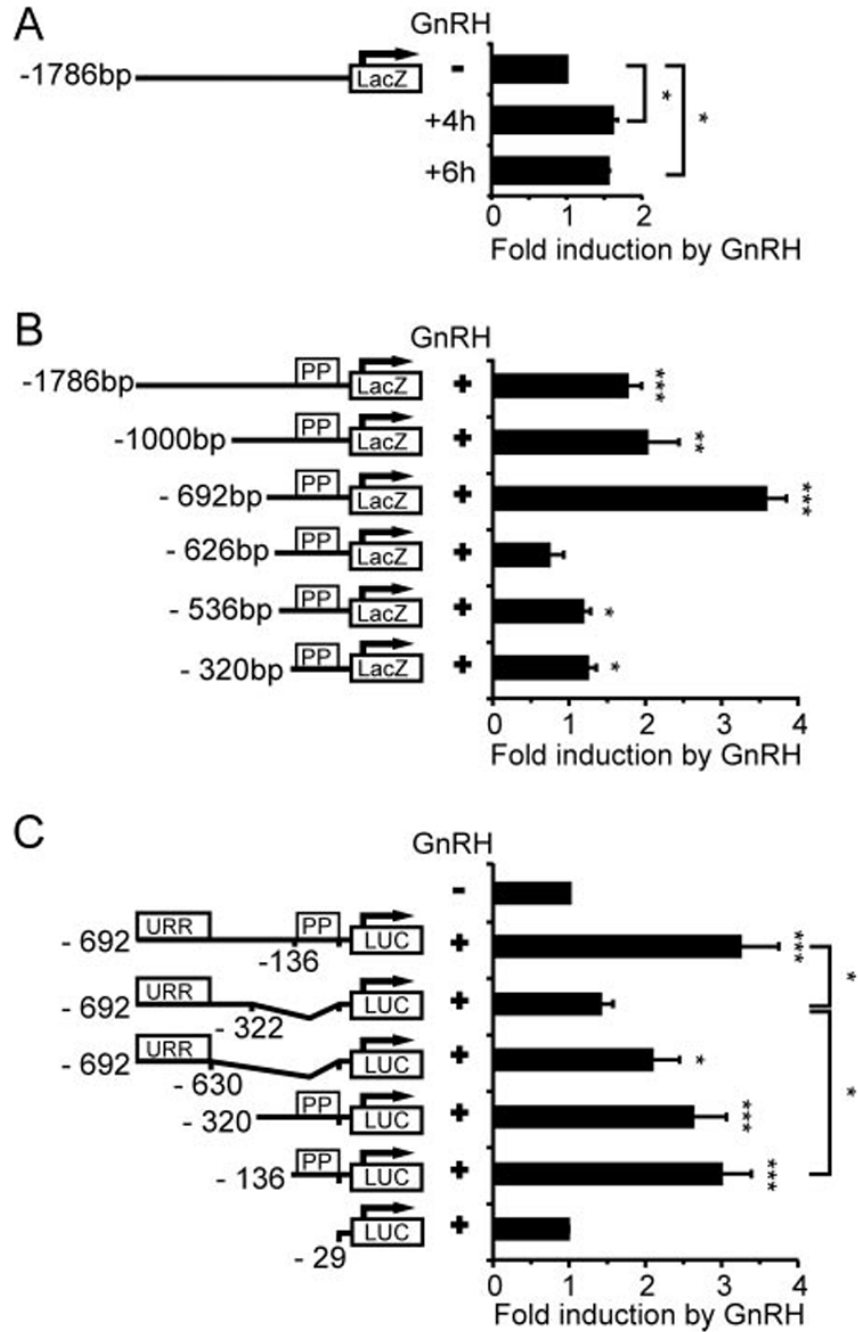 A
GnRH
-1786bp
LacZ
-
*
*
+4h
+6h
0 1 2
Fold induction by GnRH
B
GnRH
-1786bp PP LacZ + ***
-1000bp PP LacZ + **
- 692bp PP LacZ + ***
- 626bp PP LacZ +
- 536bp PP LacZ + *
- 320bp PP LacZ + *
0 1 2 3 4
Fold induction by GnRH
C
GnRH
-
- 692 URR PP LUC + ***
-136
*
- 692 URR LUC +
- 322
- 692 URR LUC + *
- 630
*
- 320 PP LUC + ***
- 136 PP LUC + ***
LUC +
- 29
0 1 2 3 4
Fold induction by GnRH